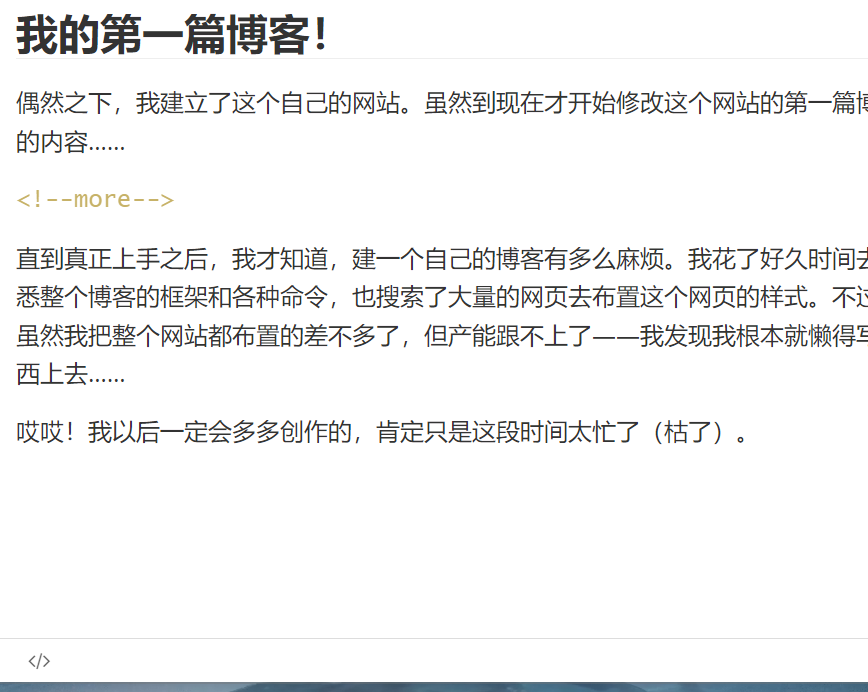 我的第一篇博客！
偶然之下，我建立了这个自己的网站。虽然到现在才开始修改这个网站的第一篇
的内容……
<!--more-->
直到真正上手之后，我才知道，建一个自己的博客有多么麻烦。我花了好久时间
悉整个博客的框架和各种命令，也搜索了大量的网页去布置这个网页的样式。不
虽然我把整个网站都布置的差不多了，但产能跟不上了——我发现我根本就懒得
西上去……
哎哎！我以后一定会多多创作的，肯定只是这段时间太忙了（枯了）。
</>